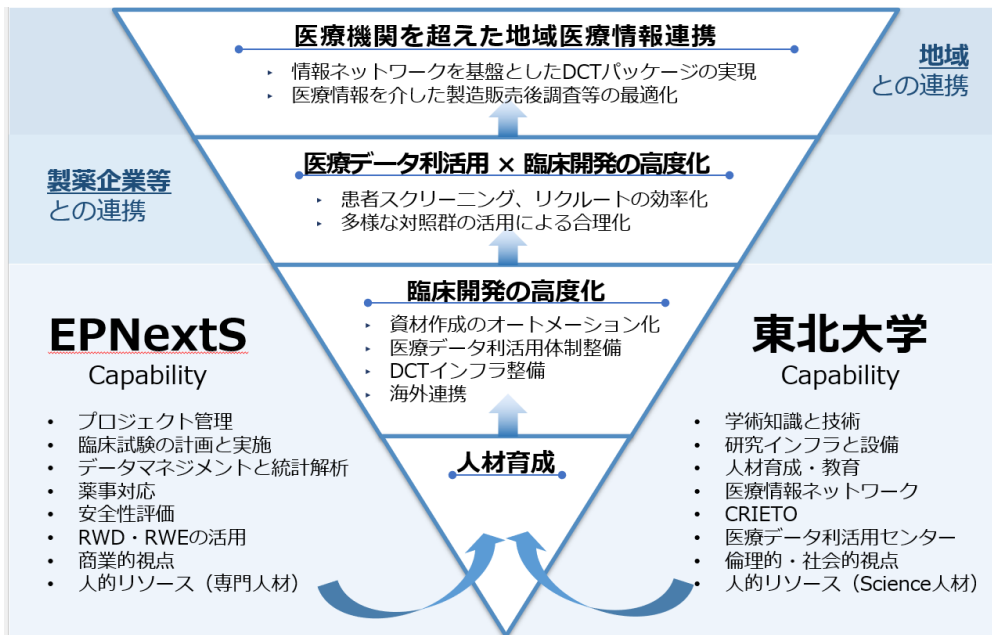 医療機関を超えた地域医療情報連携
▸ 情報ネットワークを基盤としたDCTパッケージの実現
▸ 医療情報を介した製造販売後調査等の最適化
地域
との連携
医療データ利活用 × 臨床開発の高度化
▸ 患者スクリーニング、リクルートの効率化
▸ 多様な対照群の活用による合理化
製薬企業等
との連携
臨床開発の高度化
▸ 資材作成のオートメーション化
▸ 医療データ利活用体制整備
▸ DCTインフラ整備
▸ 海外連携
人材育成
EPNextS
Capability
• プロジェクト管理
• 臨床試験の計画と実施
• データマネジメントと統計解析
• 薬事対応
• 安全性評価
• RWD・RWEの活用
• 商業的視点
• 人的リソース（専門人材）
東北大学
Capability
• 学術知識と技術
• 研究インフラと設備
• 人材育成・教育
• 医療情報ネットワーク
• CRIETO
• 医療データ利活用センター
• 倫理的・社会的視点
• 人的リソース（Science人材）